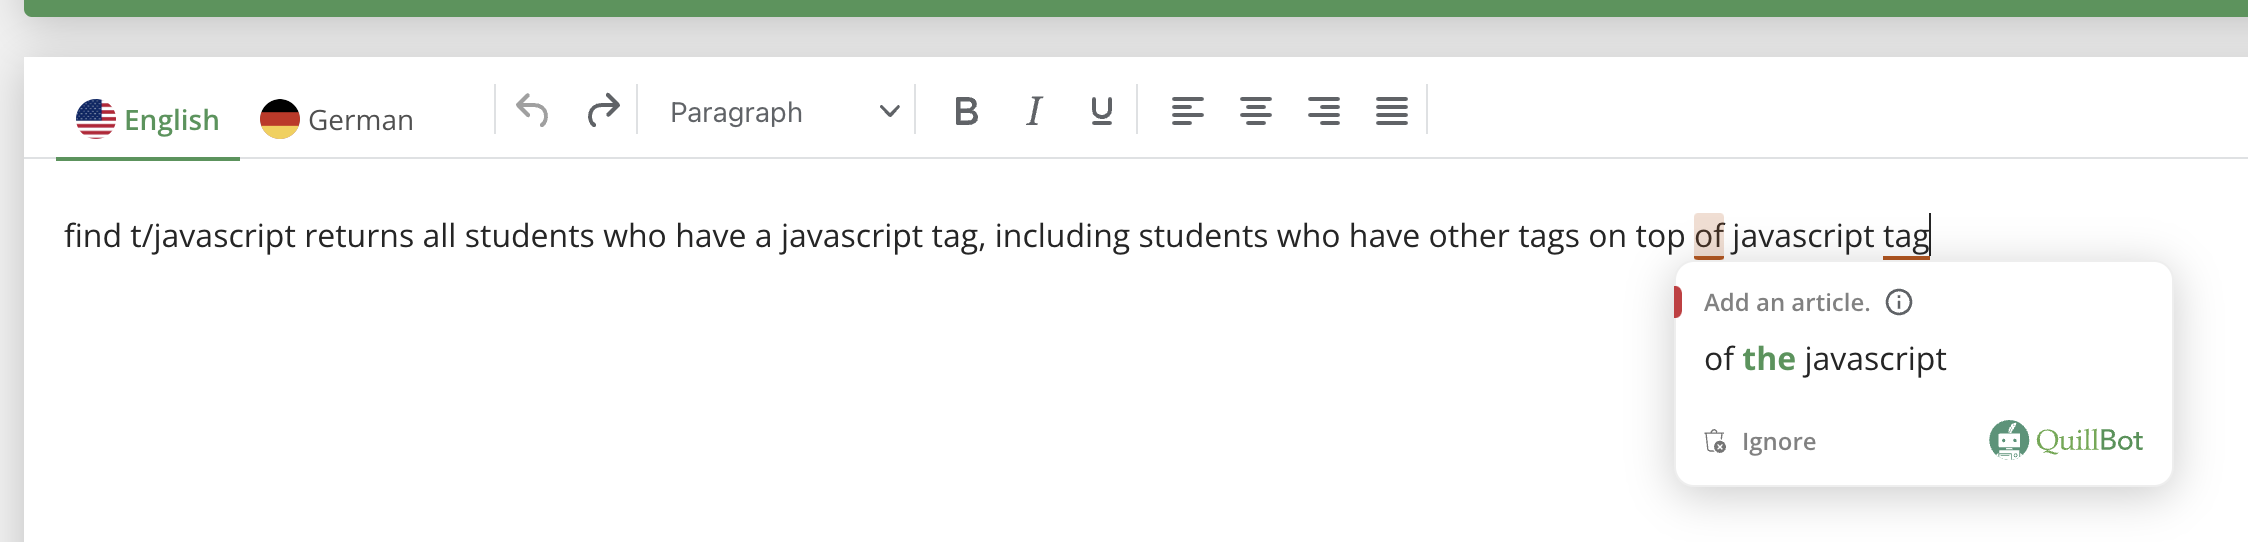 English German Paragraph B I U
find t/javascript returns all students who have a javascript tag, including students who have other tags on top of javascript tag
Add an article.
of the javascript
Ignore QuillBot